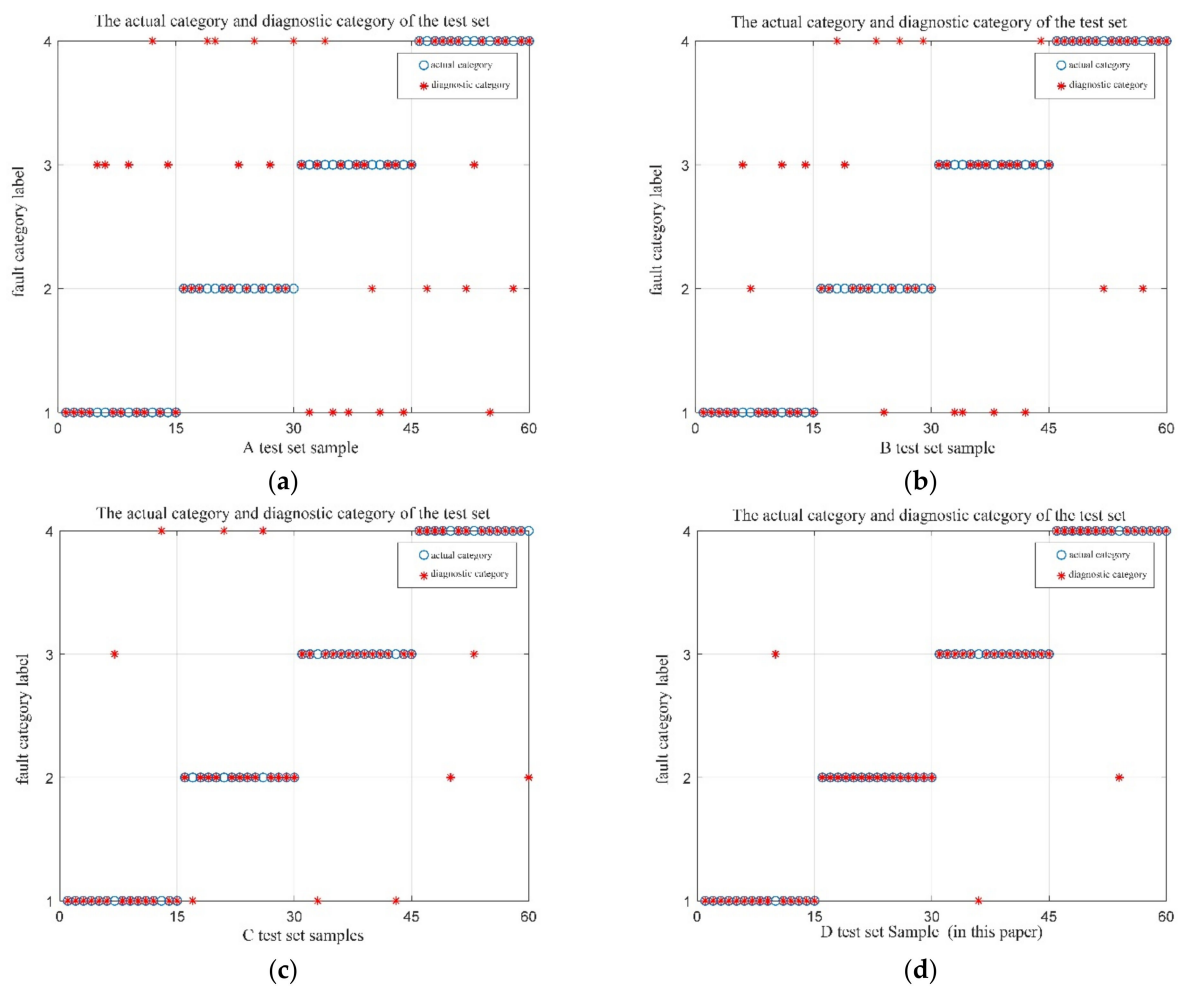 The actual category and diagnostic category of the test set
4
3
2
1
0
15
30
45
60
fault category label
actual category
diagnostic category
A test set sample
(a)
The actual category and diagnostic category of the test set
4
3
2
1
0
15
30
45
60
fault category label
actual category
diagnostic category
B test set sample
(b)
The actual category and diagnostic category of the test set
4
3
2
1
0
15
30
45
60
fault category label
actual category
diagnostic category
C test set samples
(c)
The actual category and diagnostic category of the test set
4
3
2
1
0
15
30
45
60
fault category label
actual category
diagnostic category
D test set Sample (in this paper)
(d)